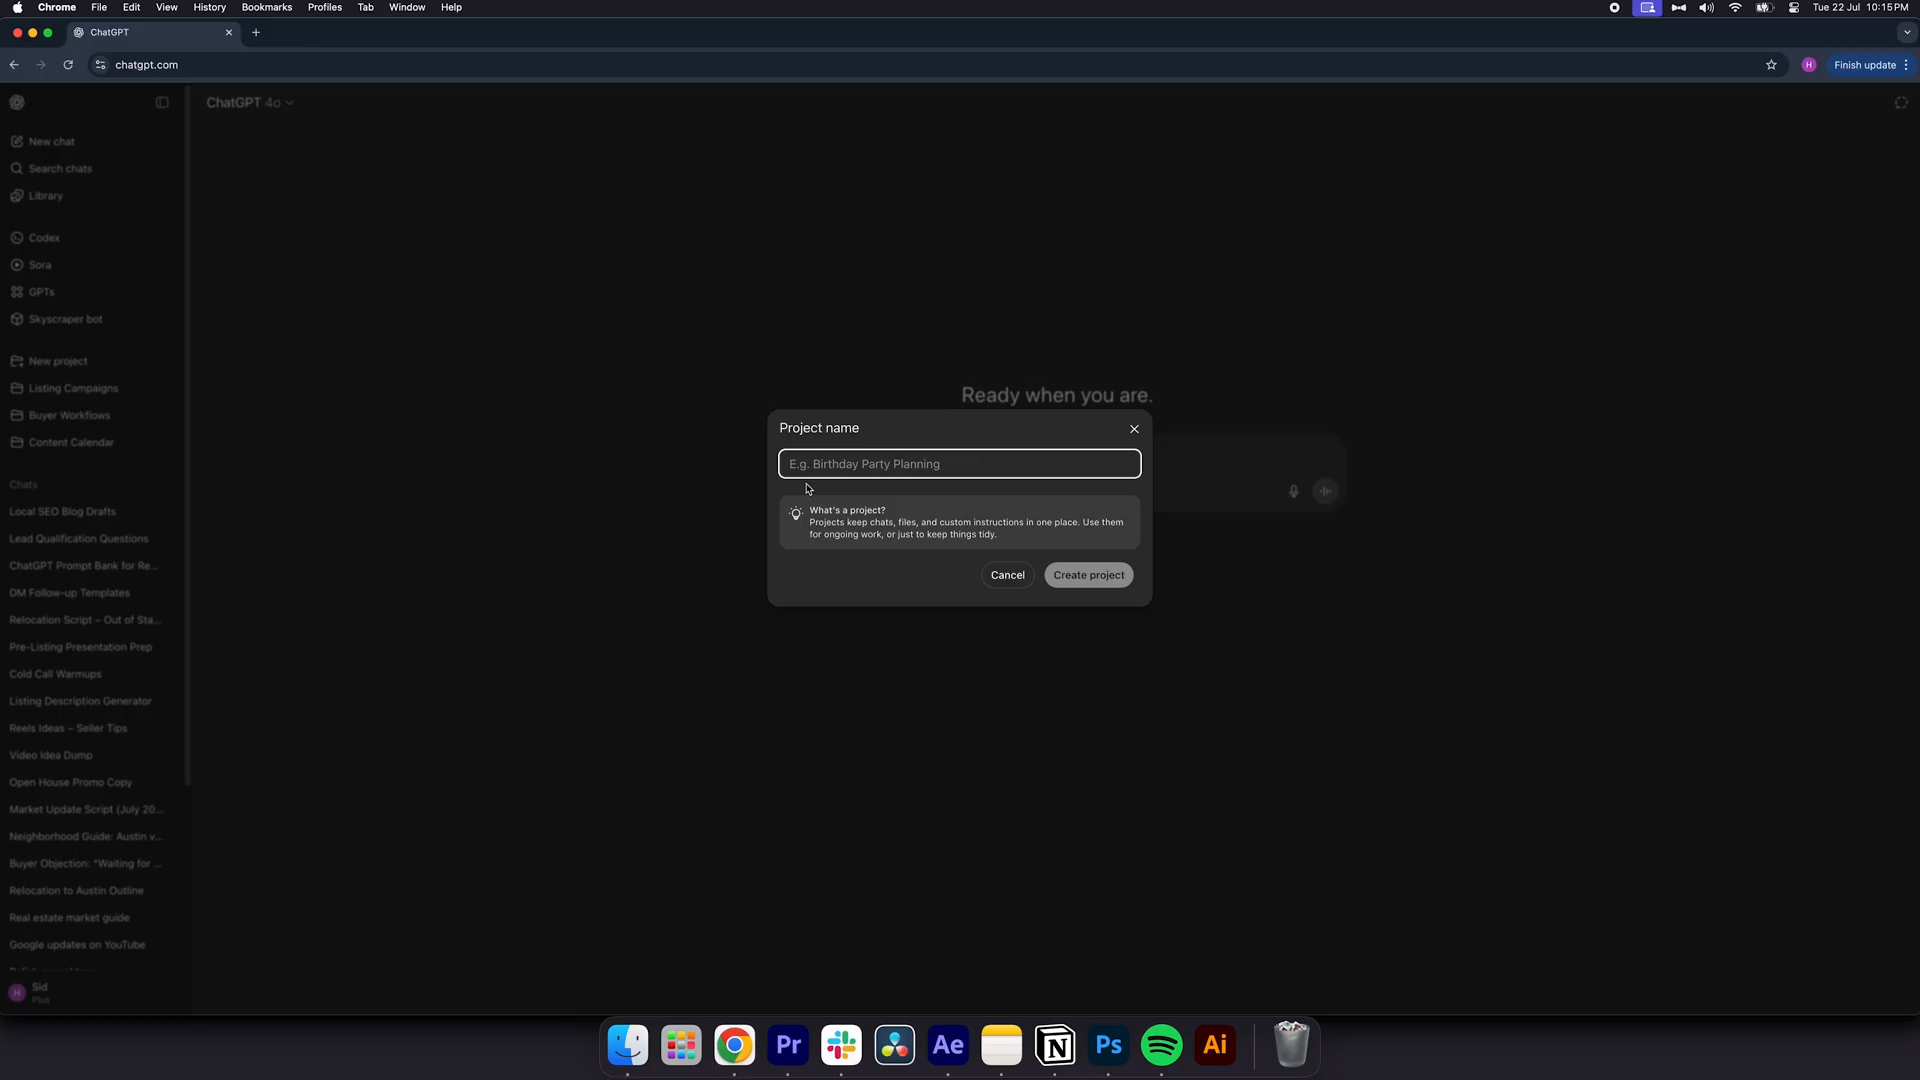 Chrome File Edit View History Bookmarks Profiles Tab Window Help
Tue 22 Jul 10:15 PM
ChatGPT
chatgpt.com
H
Finish update
ChatGPT 4o
New chat
Search chats
Library
Codex
Sora
GPTs
Skyscraper bot
New project
Listing Campaigns
Buyer Workflows
Content Calendar
Chats
Local SEO Blog Drafts
Lead Qualification Questions
ChatGPT Prompt Bank for Re...
DM Follow-up Templates
Relocation Script – Out of Sta...
Pre-Listing Presentation Prep
Cold Call Warmups
Listing Description Generator
Reels Ideas – Seller Tips
Video Idea Dump
Open House Promo Copy
Market Update Script (July 20...
Neighborhood Guide: Austin v...
Buyer Objection: "Waiting for ...
Relocation to Austin Outline
Real estate market guide
Google updates on YouTube
H
Sid
Plus
Ready when you are.
Project name
E.g. Birthday Party Planning
What's a project?
Projects keep chats, files, and custom instructions in one place. Use them
for ongoing work, or just to keep things tidy.
Cancel
Create project
Pr
Ae
N
Ps
Ai